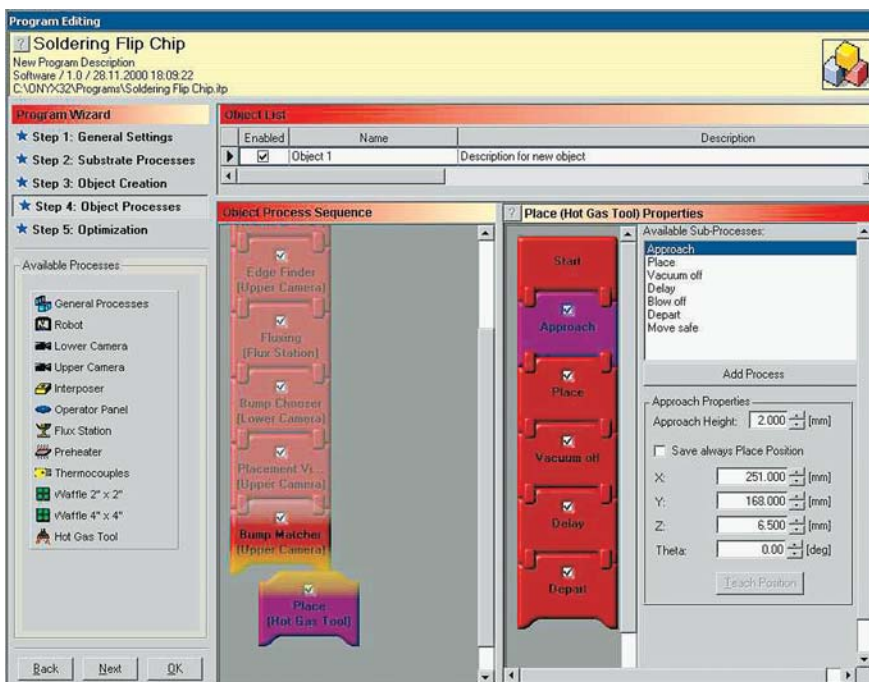 Program Editing
? Soldering Flip Chip
New Program Description
Software / 1.0 / 28.11.2000 18:09:22
C:\ONYX32\Programs\Soldering Flip Chip.itp
Program Wizard
Step 1: General Settings
Step 2: Substrate Processes
Step 3: Object Creation
Step 4: Object Processes
Step 5: Optimization
Available Processes
General Processes
Robot
Lower Camera
Upper Camera
Interposer
Operator Panel
Flux Station
Preheater
Thermocouples
Waffle 2" x 2"
Waffle 4" x 4"
Hot Gas Tool
Back Next OK
Object List
Enabled Name Description
Object 1 Description for new object
Object Process Sequence
Edge Finder
(Upper Camera)
Fluxing
(Flux Station)
Bump Chooser
(Lower Camera)
Placement Vi...
(Upper Camera)
Bump Matcher
(Upper Camera)
Place
(Hot Gas Tool)
? Place (Hot Gas Tool) Properties
Start
Approach
Place
Vacuum off
Delay
Depart
Available Sub-Processes:
Approach
Place
Vacuum off
Delay
Blow off
Depart
Move safe
Add Process
Approach Properties
Approach Height: 2.000 [mm]
Save always Place Position
X: 251.000 [mm]
Y: 168.000 [mm]
Z: 6.500 [mm]
Theta: 0.00 [deg]
Teach Position